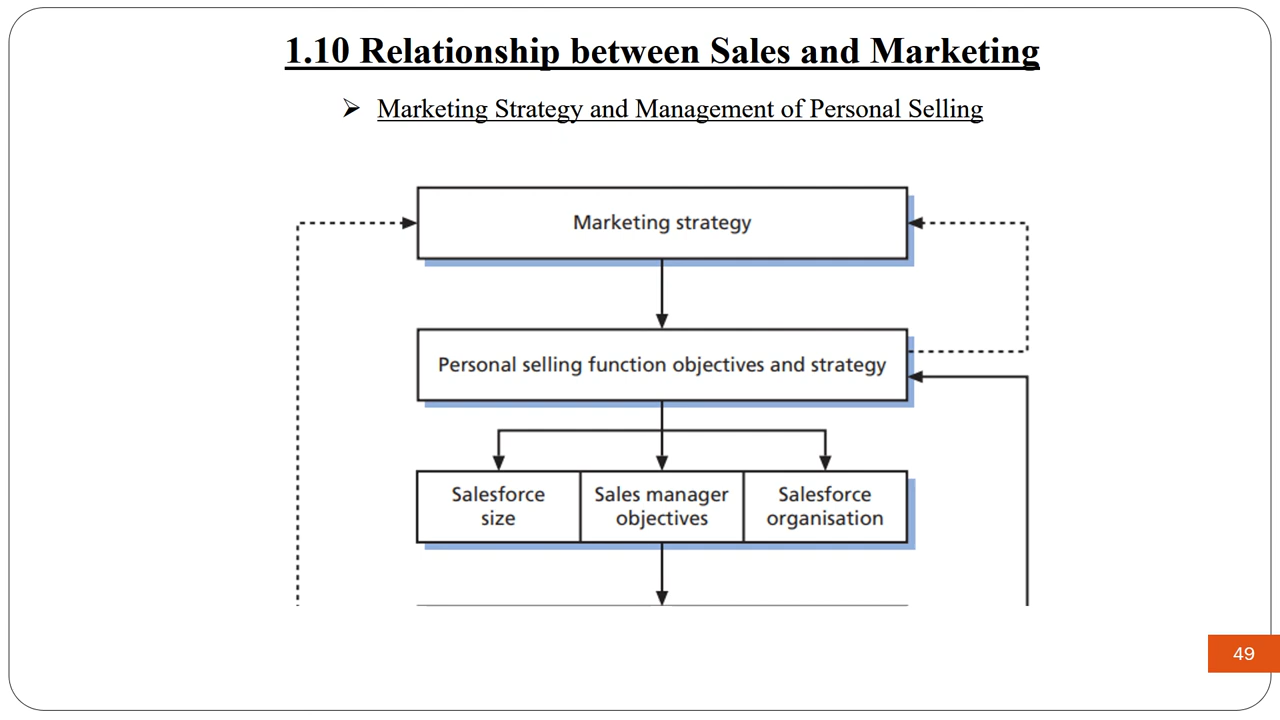 1.10 Relationship between Sales and Marketing
Marketing Strategy and Management of Personal Selling
Marketing strategy
Personal selling function objectives and strategy
Salesforce
size
Sales manager
objectives
Salesforce
organisation
49